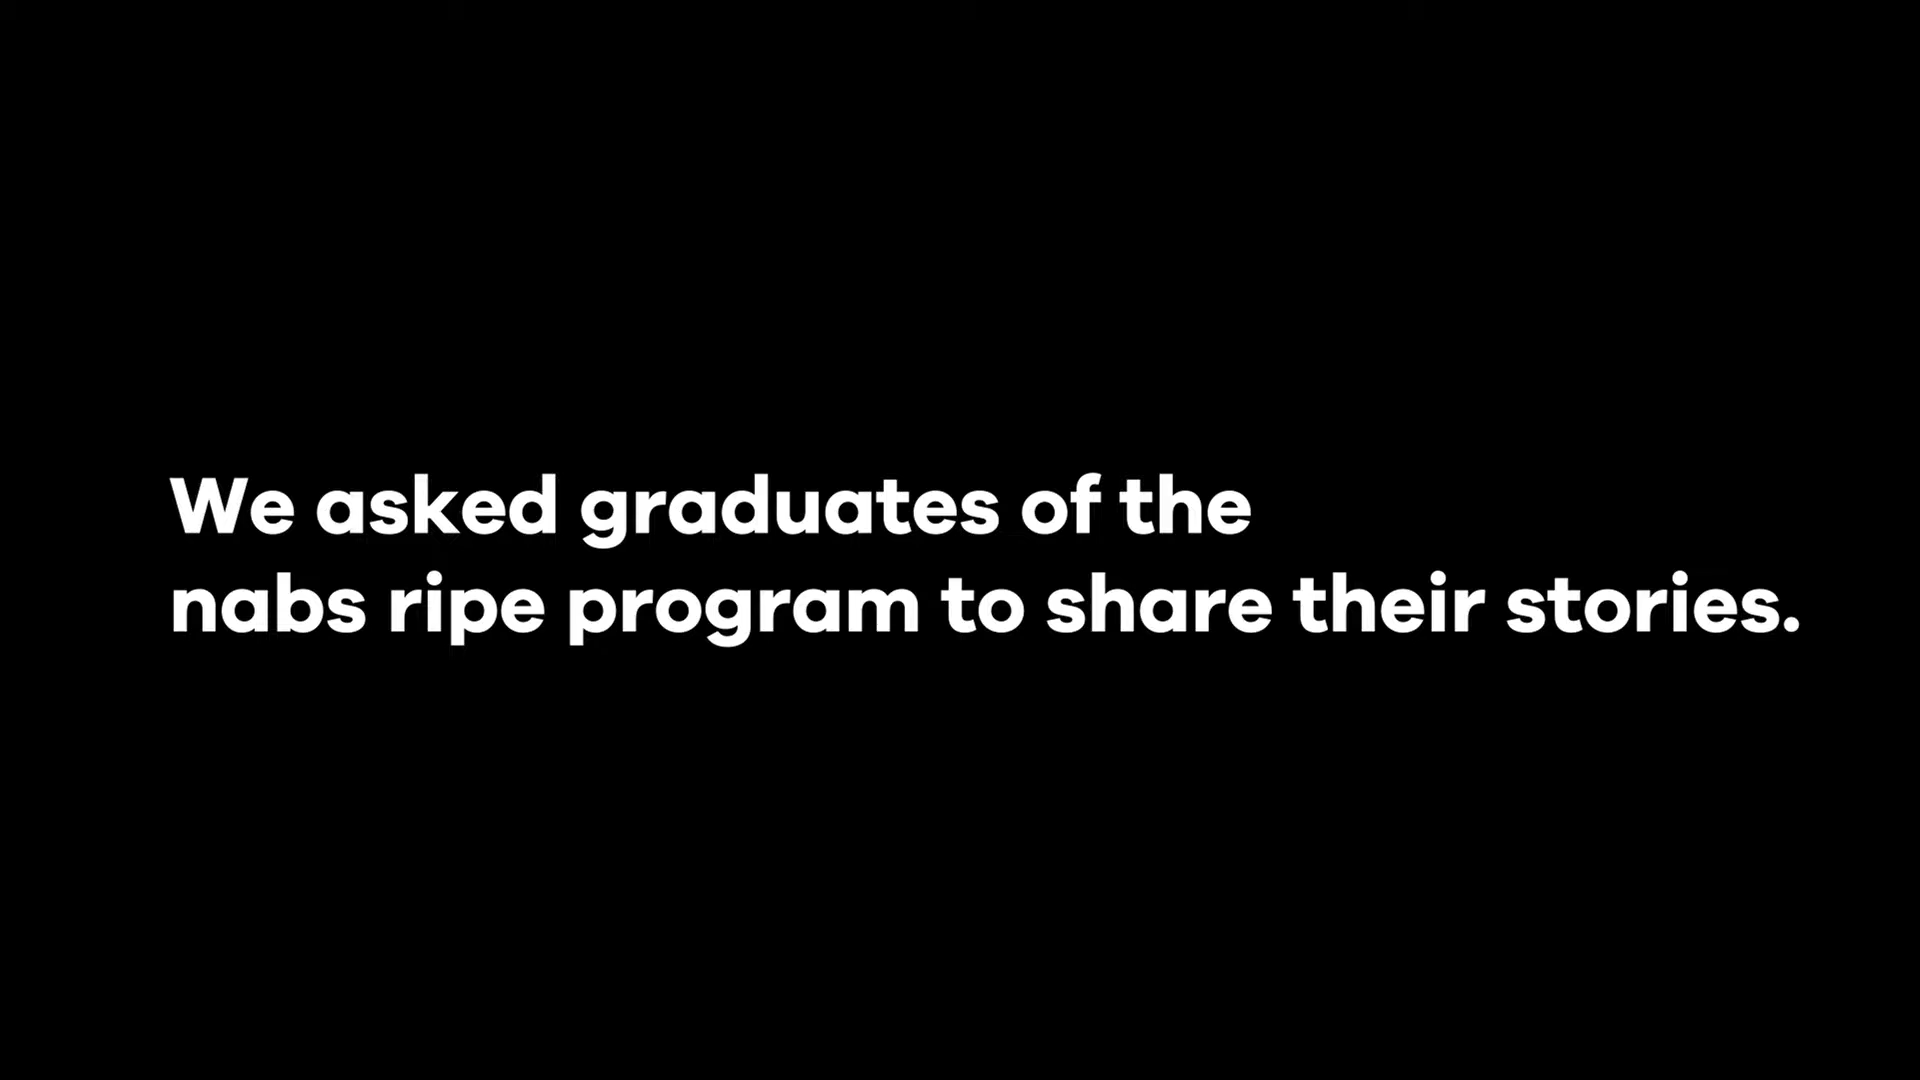 We asked graduates of the
nabs ripe program to share their stories.